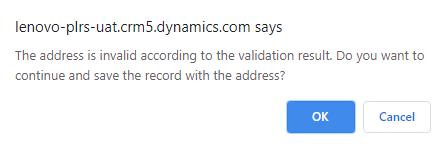 lenovo-plrs-uat.crm5.dynamics.com says
The address is invalid according to the validation result. Do you want to
continue and save the record with the address?
OK
Cancel